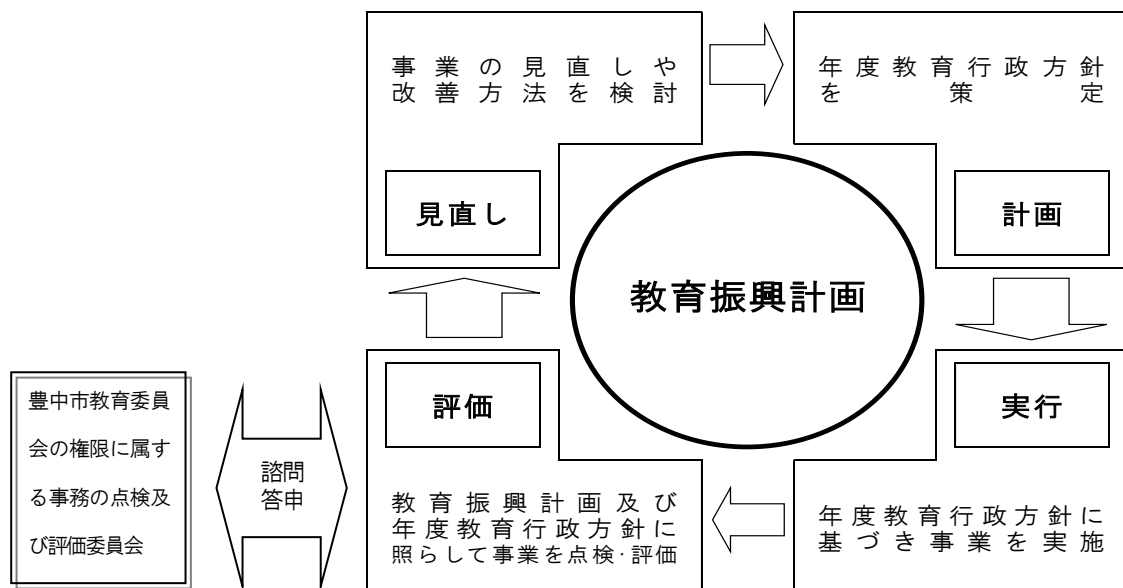 事業の見直しや
改善方法を検討
年度教育行政方針
を策定
見直し
計画
教育振興計画
評価
実行
豊中市教育委員
会の権限に属す
る事務の点検及
び評価委員会
諮問
答申
教育振興計画及び
年度教育行政方針に
照らして事業を点検・評価
年度教育行政方針に
基づき事業を実施